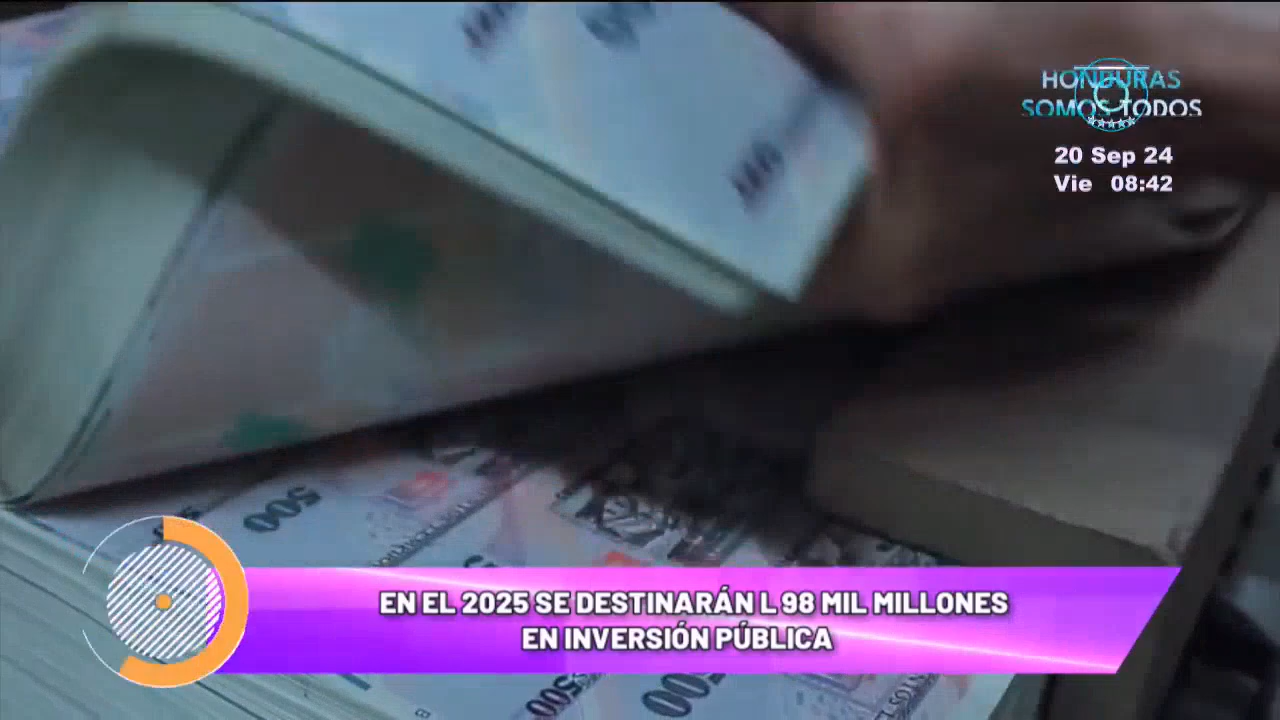 HONDURAS
SOMOS TODOS
20 Sep 24
Vie 08:42
500
EN EL 2025 SE DESTINARÁN L 98 MIL MILLONES
EN INVERSIÓN PÚBLICA
500
500